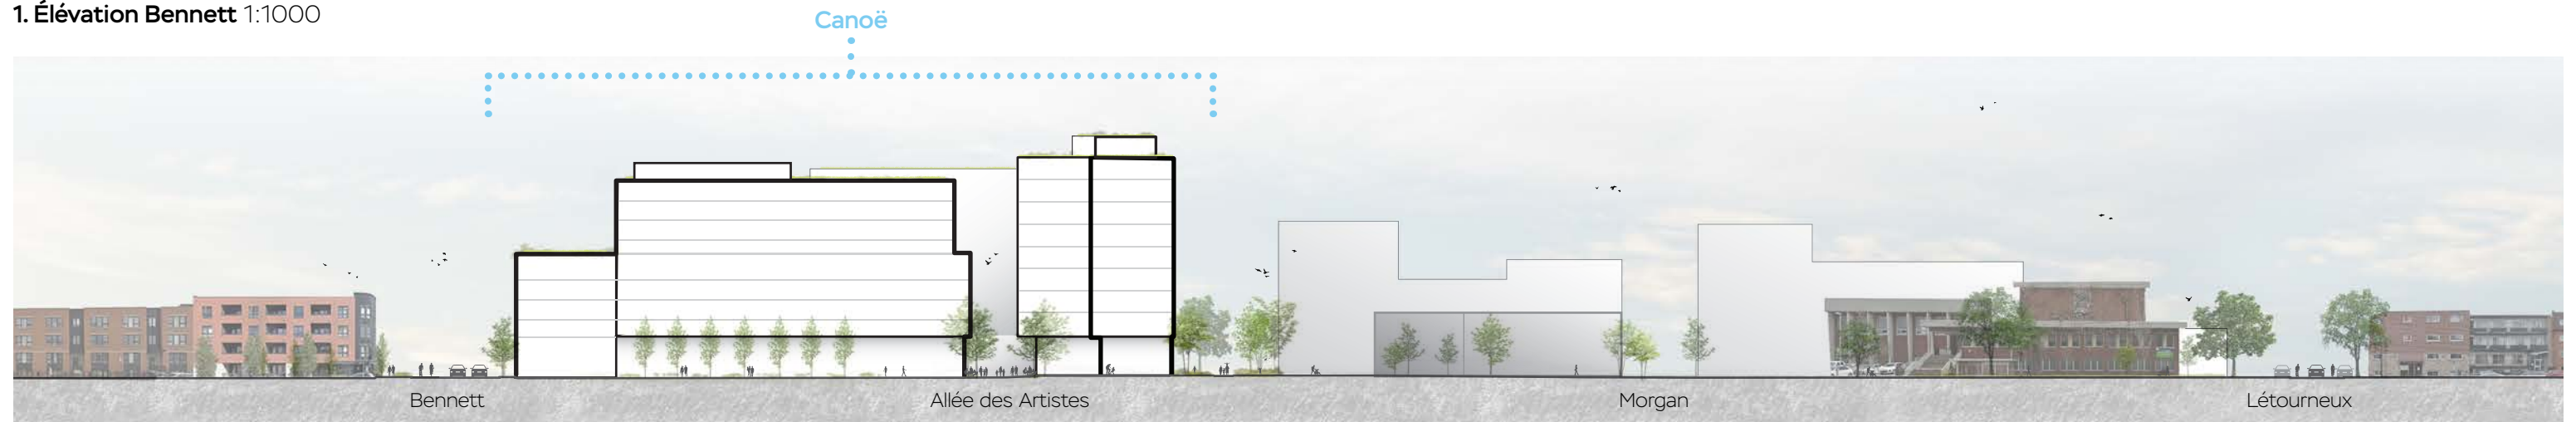 1. Élévation Bennett 1:1000
Canoë
Bennett
Allée des Artistes
Morgan
Létourneux